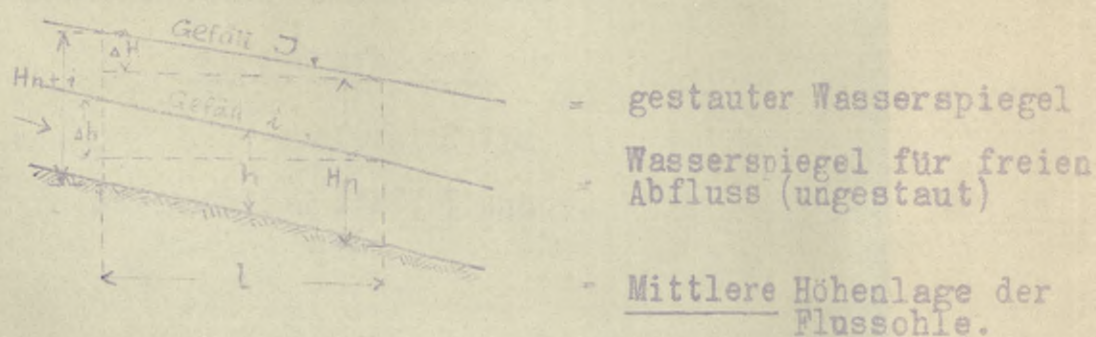 Gefäll J
ΔH
Hn+1
Gefäll i
Δh
h
Hn
l
= gestauter Wasserspiegel
= Wasserspiegel für freien
Abfluss (ungestaut)
= Mittlere Höhenlage der
Flussohle.